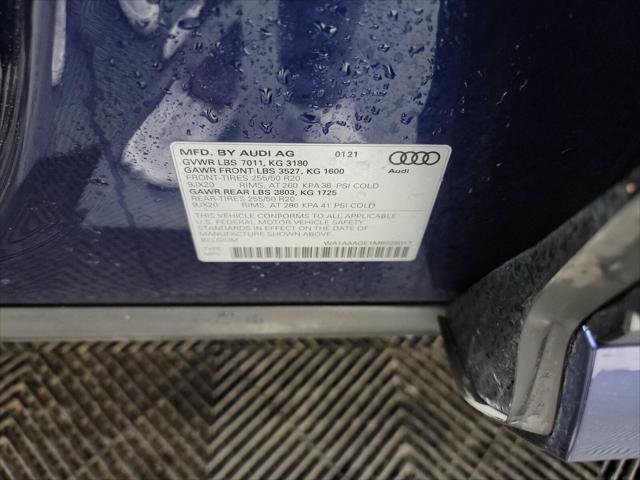 MFD. BY AUDI AG 0121
GVWR LBS 7011, KG 3180
GAWR FRONT LBS 3527, KG 1600
FRONT-TIRES 255/50 R20
9JX20 RIMS, AT 260 KPA 38 PSI COLD
GAWR REAR LBS 3803, KG 1725
REAR-TIRES 255/50 R20
9JX20 RIMS, AT 280 KPA 41 PSI COLD
THIS VEHICLE CONFORMS TO ALL APPLICABLE
U.S. FEDERAL MOTOR VEHICLE SAFETY
STANDARDS IN EFFECT ON THE DATE OF
MANUFACTURE SHOWN ABOVE.
BELGIUM
TYPE
Audi